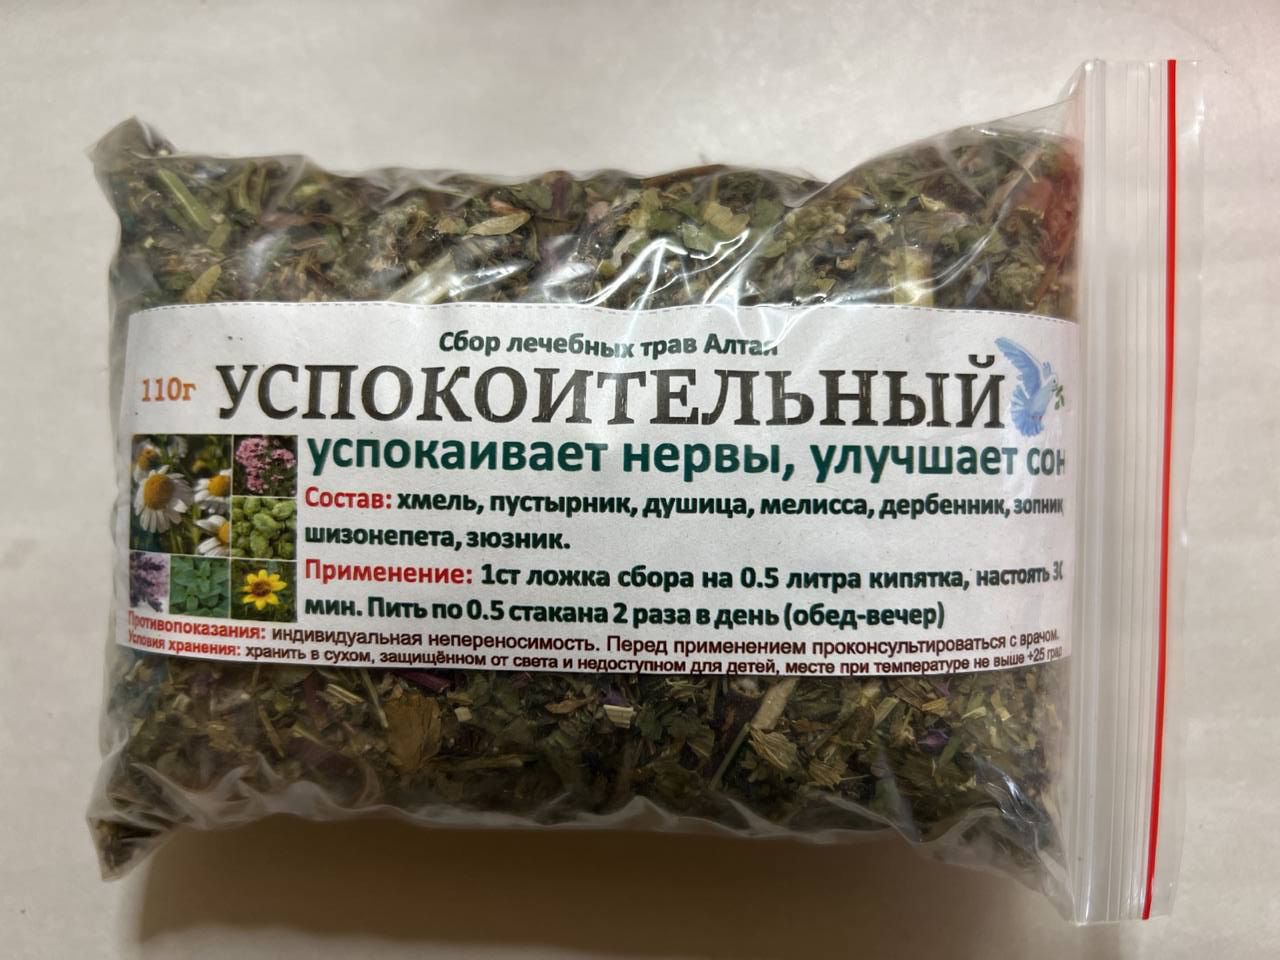 Сбор лечебных трав Алтая
110г УСПОКОИТЕЛЬНЫЙ
успокаивает нервы, улучшает сон
Состав: хмель, пустырник, душица, мелисса, дербенник, зопник
шизонепета, зюзник.
Применение: 1ст ложка сбора на 0.5 литра кипятка, настоять 30
мин. Пить по 0.5 стакана 2 раза в день (обед-вечер)
Противопоказания: индивидуальная непереносимость. Перед применением проконсультироваться с врачом.
Условия хранения: хранить в сухом, защищённом от света и недоступном для детей, месте при температуре не выше +25 град